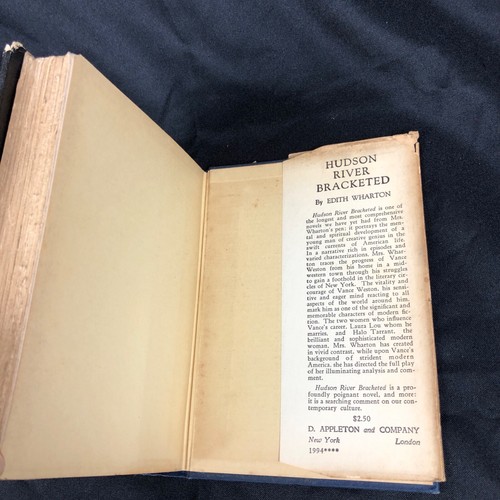 HUDSON
RIVER
BRACKETED
By EDITH WHARTON
Hudson River Bracketed is one of
the longest and most comprehensive
novels we have yet had from Mrs.
Wharton's pen; it portrays the men-
tal and spiritual development of a
young man of creative genius in the
swift currents of American life.
In a narrative rich in episodes and
varied characterizations, Mrs. Whar-
ton traces the progress of Vance
Weston from his home in a mid-
western town through his struggles
to gain a foothold in the literary cir-
cles of New York. The vitality and
courage of Vance Weston, his sensi-
tive and eager mind reacting to all
aspects of the world around him,
mark him as one of the significant and
memorable characters of modern fic-
tion. The two women who influence
Vance's career, Laura Lou whom he
marries, and Halo Tarrant, the
brilliant and sophisticated modern
woman, Mrs. Wharton has created
in vivid contrast, while upon Vance's
background of strident modern
America, she has directed the full play
of her illuminating analysis and com-
ment.
Hudson River Bracketed is a pro-
foundly poignant novel, and more:
it is a searching comment on our con-
temporary culture.
$2.50
D. APPLETON and COMPANY
New York London
1994****